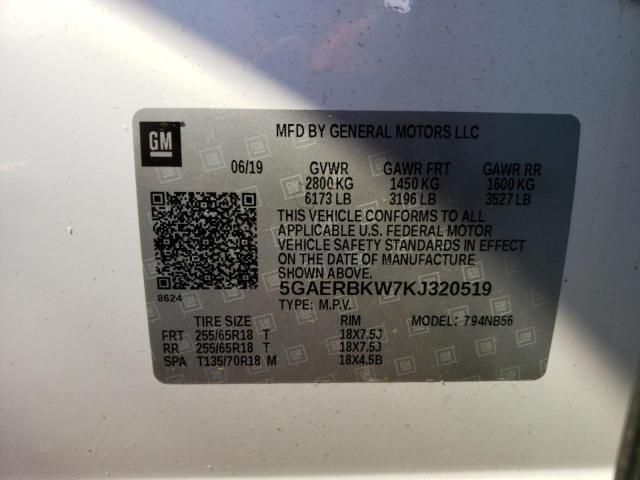 GM
MFD BY GENERAL MOTORS LLC
06/19 GVWR GAWR FRT GAWR RR
2800 KG 1450 KG 1600 KG
6173 LB 3196 LB 3527 LB
THIS VEHICLE CONFORMS TO ALL
APPLICABLE U.S. FEDERAL MOTOR
VEHICLE SAFETY STANDARDS IN EFFECT
ON THE DATE OF MANUFACTURE
SHOWN ABOVE.
8624
5GAERBKW7KJ320519
TYPE: M.P.V.
MODEL: 794NB56
TIRE SIZE RIM
FRT 255/65R18 T 18X7.5J
RR 255/65R18 T 18X7.5J
SPA T135/70R18 M 18X4.5B